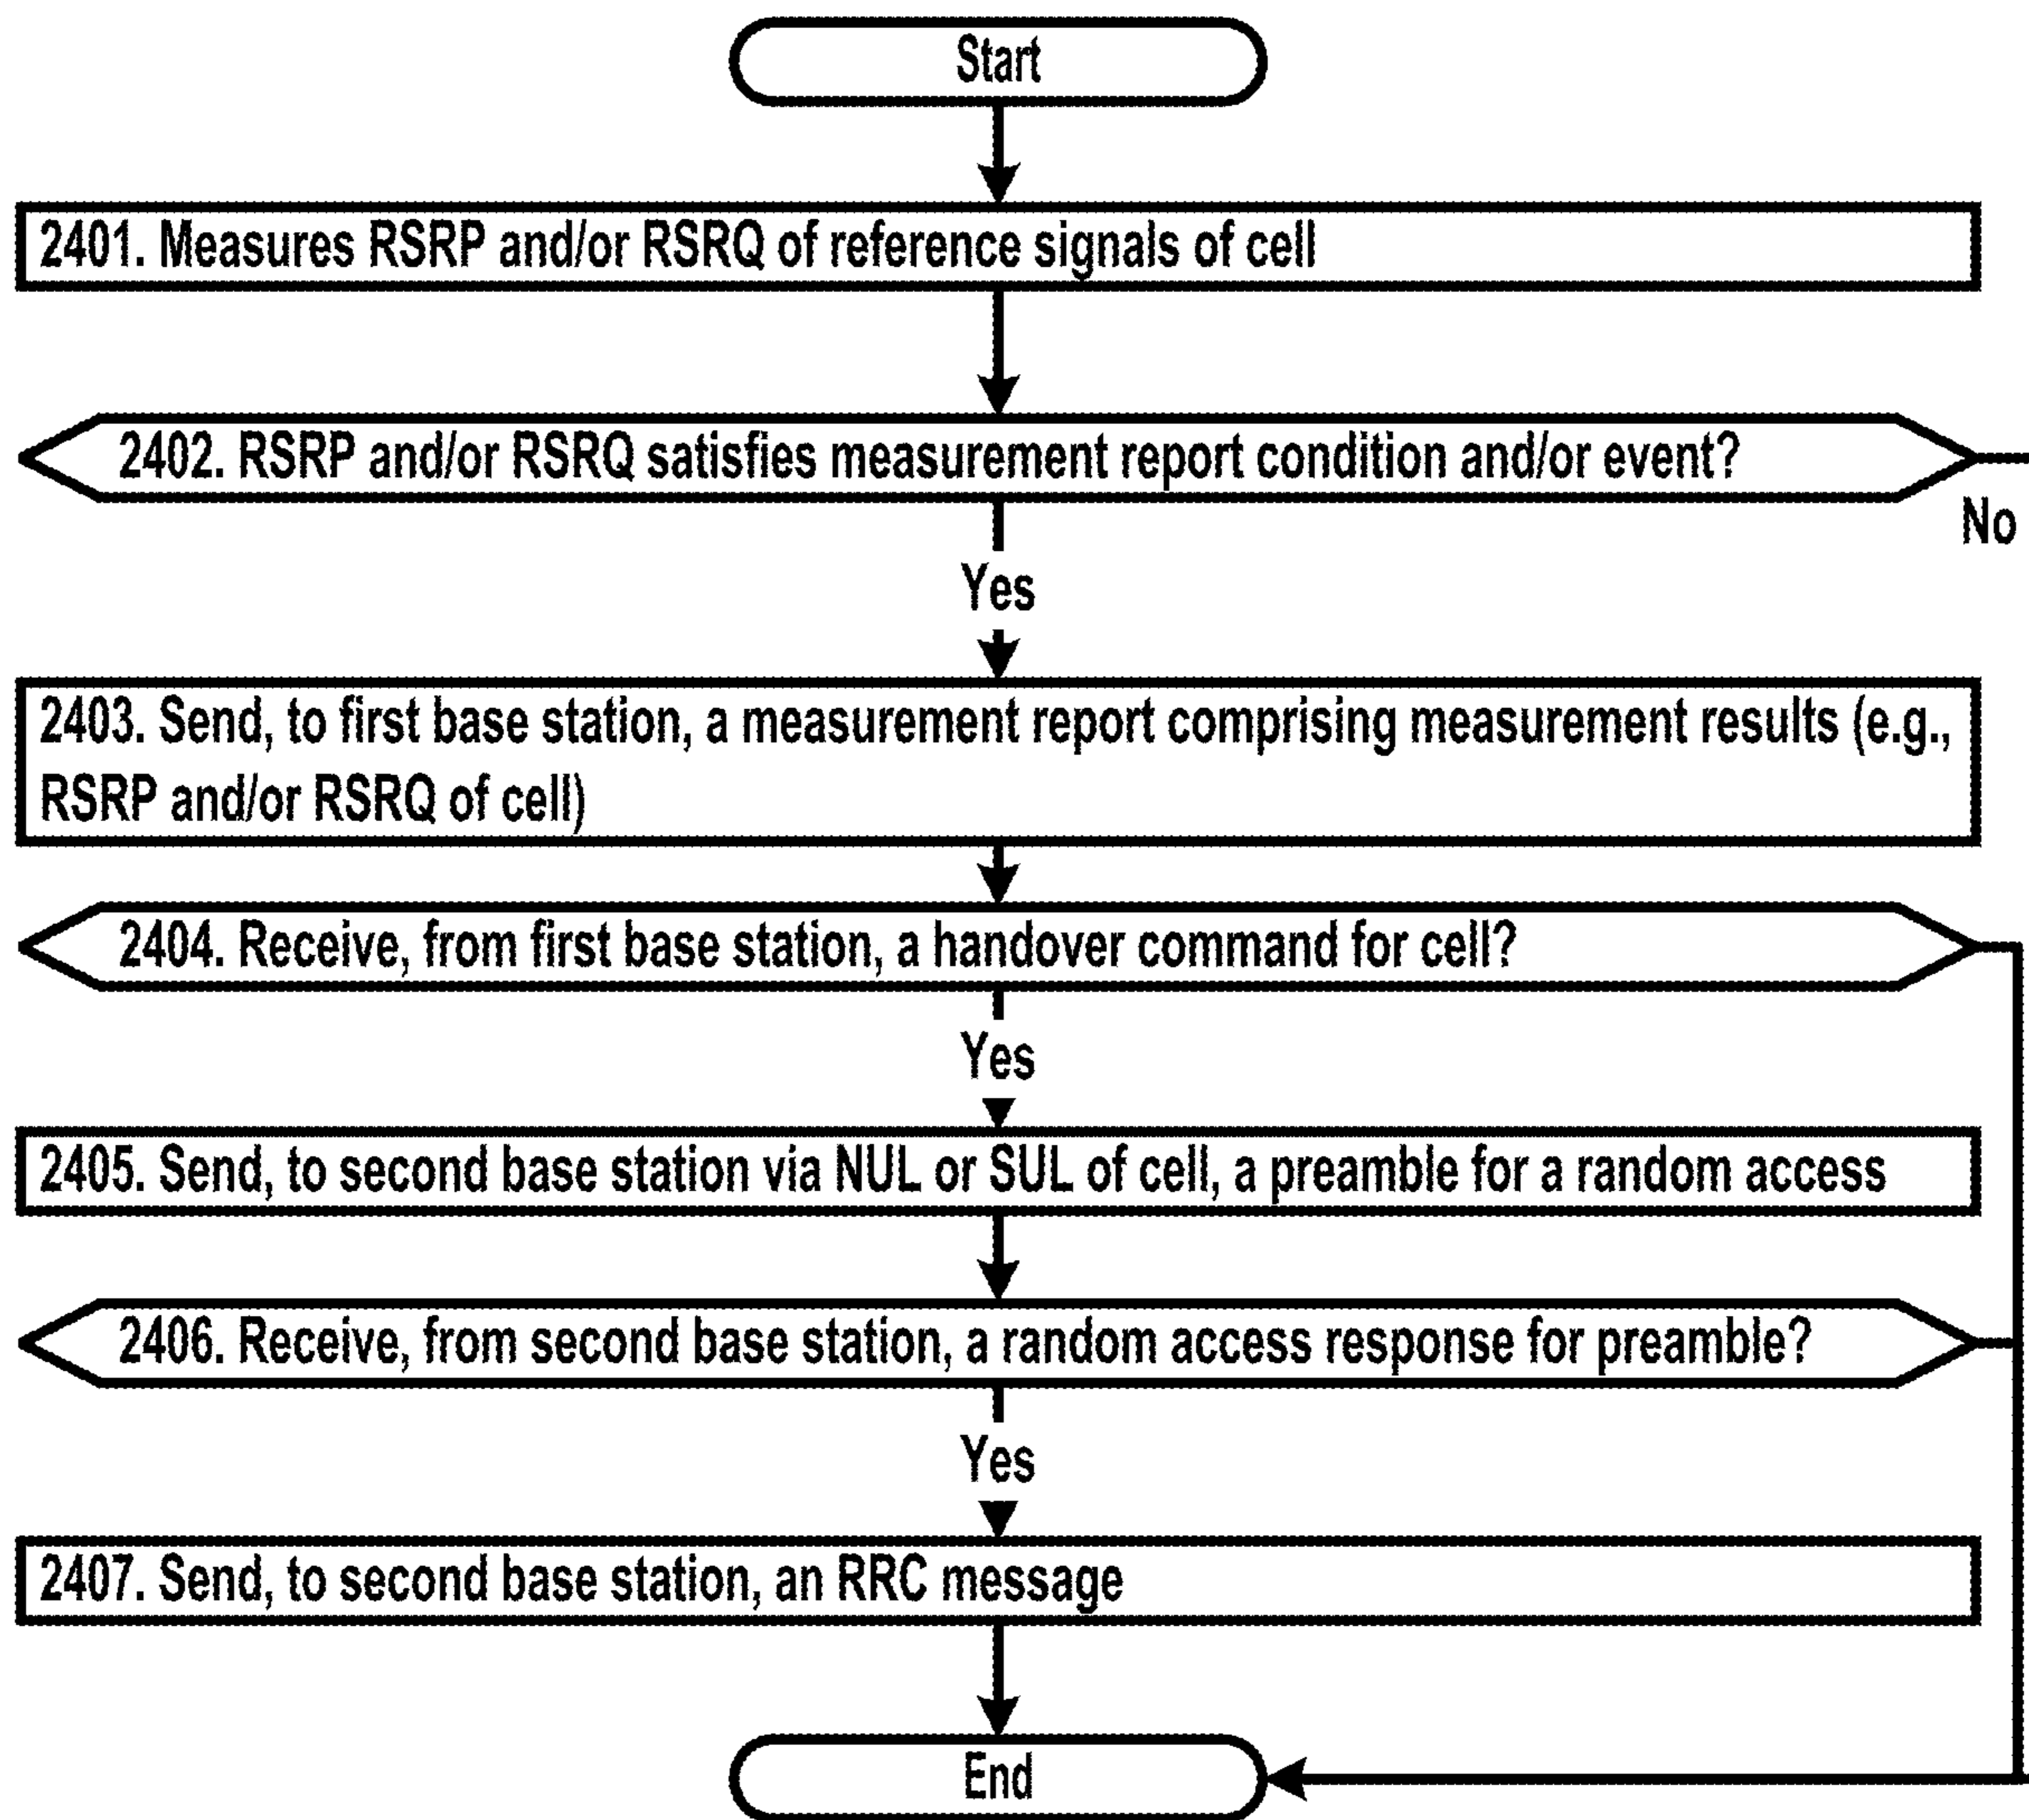 Start
2401. Measures RSRP and/or RSRQ of reference signals of cell
2402. RSRP and/or RSRQ satisfies measurement report condition and/or event?
No
Yes
2403. Send, to first base station, a measurement report comprising measurement results (e.g.,
RSRP and/or RSRQ of cell)
2404. Receive, from first base station, a handover command for cell?
Yes
2405. Send, to second base station via NUL or SUL of cell, a preamble for a random access
2406. Receive, from second base station, a random access response for preamble?
Yes
2407. Send, to second base station, an RRC message
End